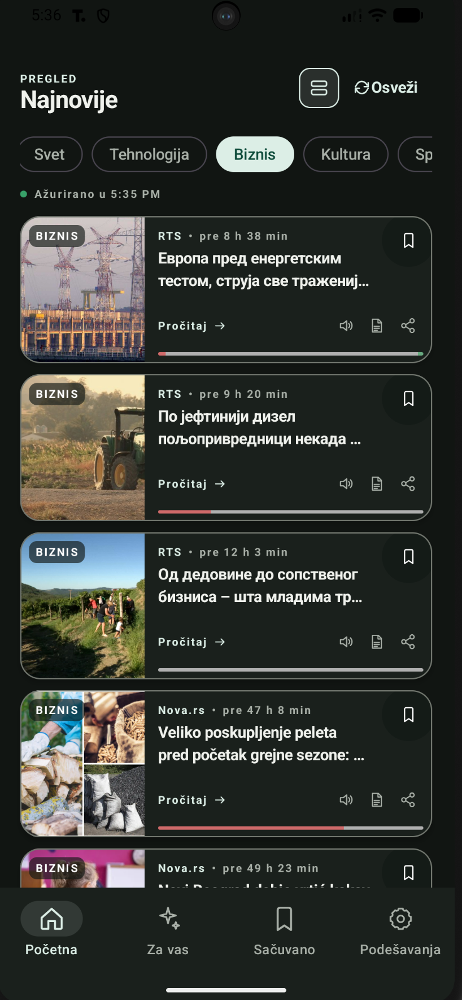 5:36 T.
PREGLED
Najnovije
Osveži
Svet Tehnologija Biznis Kultura Sp
Ažurirano u 5:35 PM
BIZNIS
RTS • pre 8 h 38 min
Европа пред енергетским
тестом, струја све траженij...
Pročitaj →
BIZNIS
RTS • pre 9 h 20 min
По јефтинији дизел
пољопривредници некада ...
Pročitaj →
BIZNIS
RTS • pre 12 h 3 min
Од дедовине до сопственог
бизниса – шта младима тр...
Pročitaj →
BIZNIS
Nova.rs • pre 47 h 8 min
Veliko poskupljenje peleta
pred početak grejne sezone: ...
Pročitaj →
BIZNIS
Nova.rs • pre 49 h 23 min
Početna Za vas Sačuvano Podešavanja